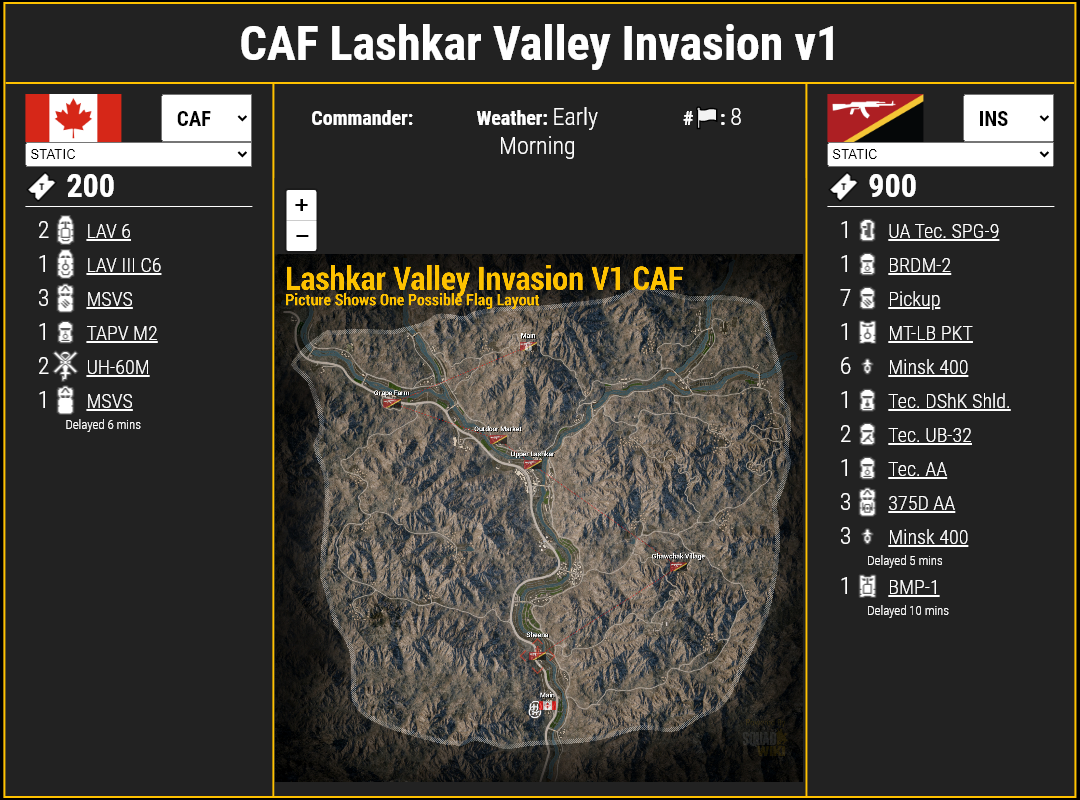 CAF Lashkar Valley Invasion v1
CAF
STATIC
200
2 LAV 6
1 LAV III C6
3 MSVS
1 TAPV M2
2 UH-60M
1 MSVS
Delayed 6 mins
Commander:
Weather: Early
Morning
#: 8
+
−
Lashkar Valley Invasion V1 CAF
Picture Shows One Possible Flag Layout
Main
Grape Farm
Outdoor Market
Upper Lashkar
Ghawchak Village
Sheena
Main
SQUAD
INS
STATIC
900
1 UA Tec. SPG-9
1 BRDM-2
7 Pickup
1 MT-LB PKT
6 Minsk 400
1 Tec. DShK Shld.
2 Tec. UB-32
1 Tec. AA
3 375D AA
3 Minsk 400
Delayed 5 mins
1 BMP-1
Delayed 10 mins